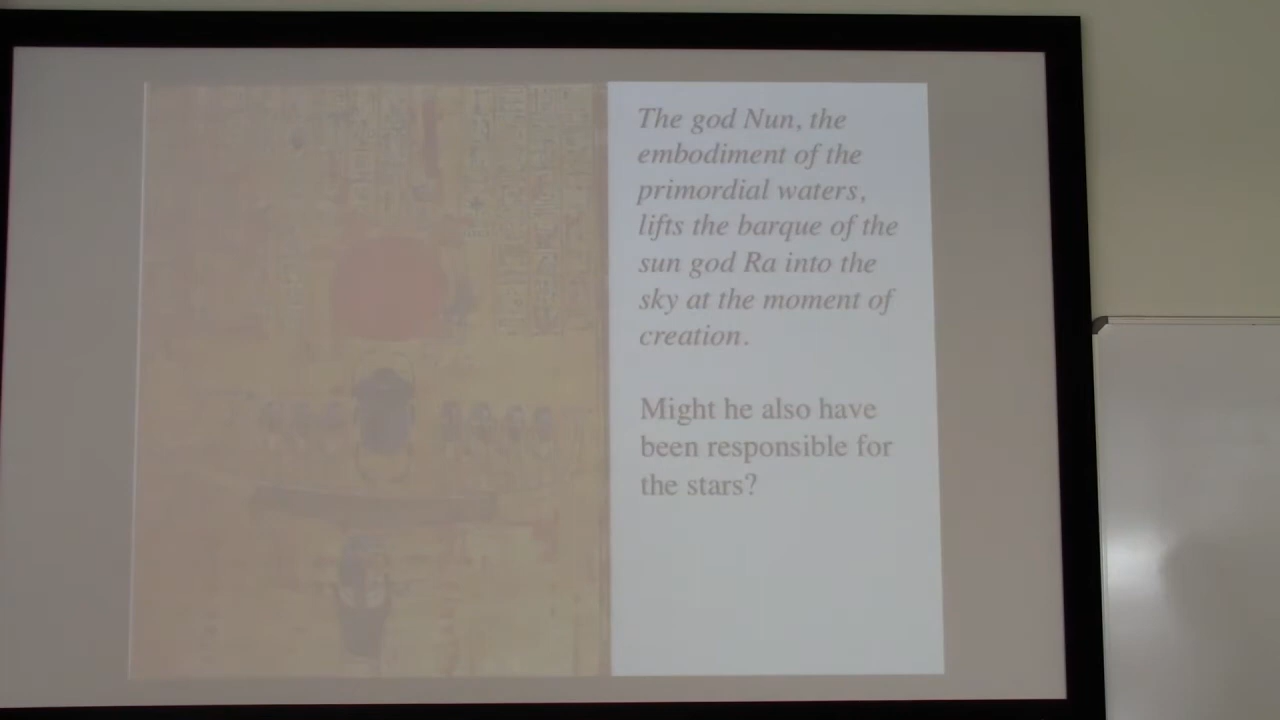 The god Nun, the
embodiment of the
primordial waters,
lifts the barque of the
sun god Ra into the
sky at the moment of
creation.
Might he also have
been responsible for
the stars?